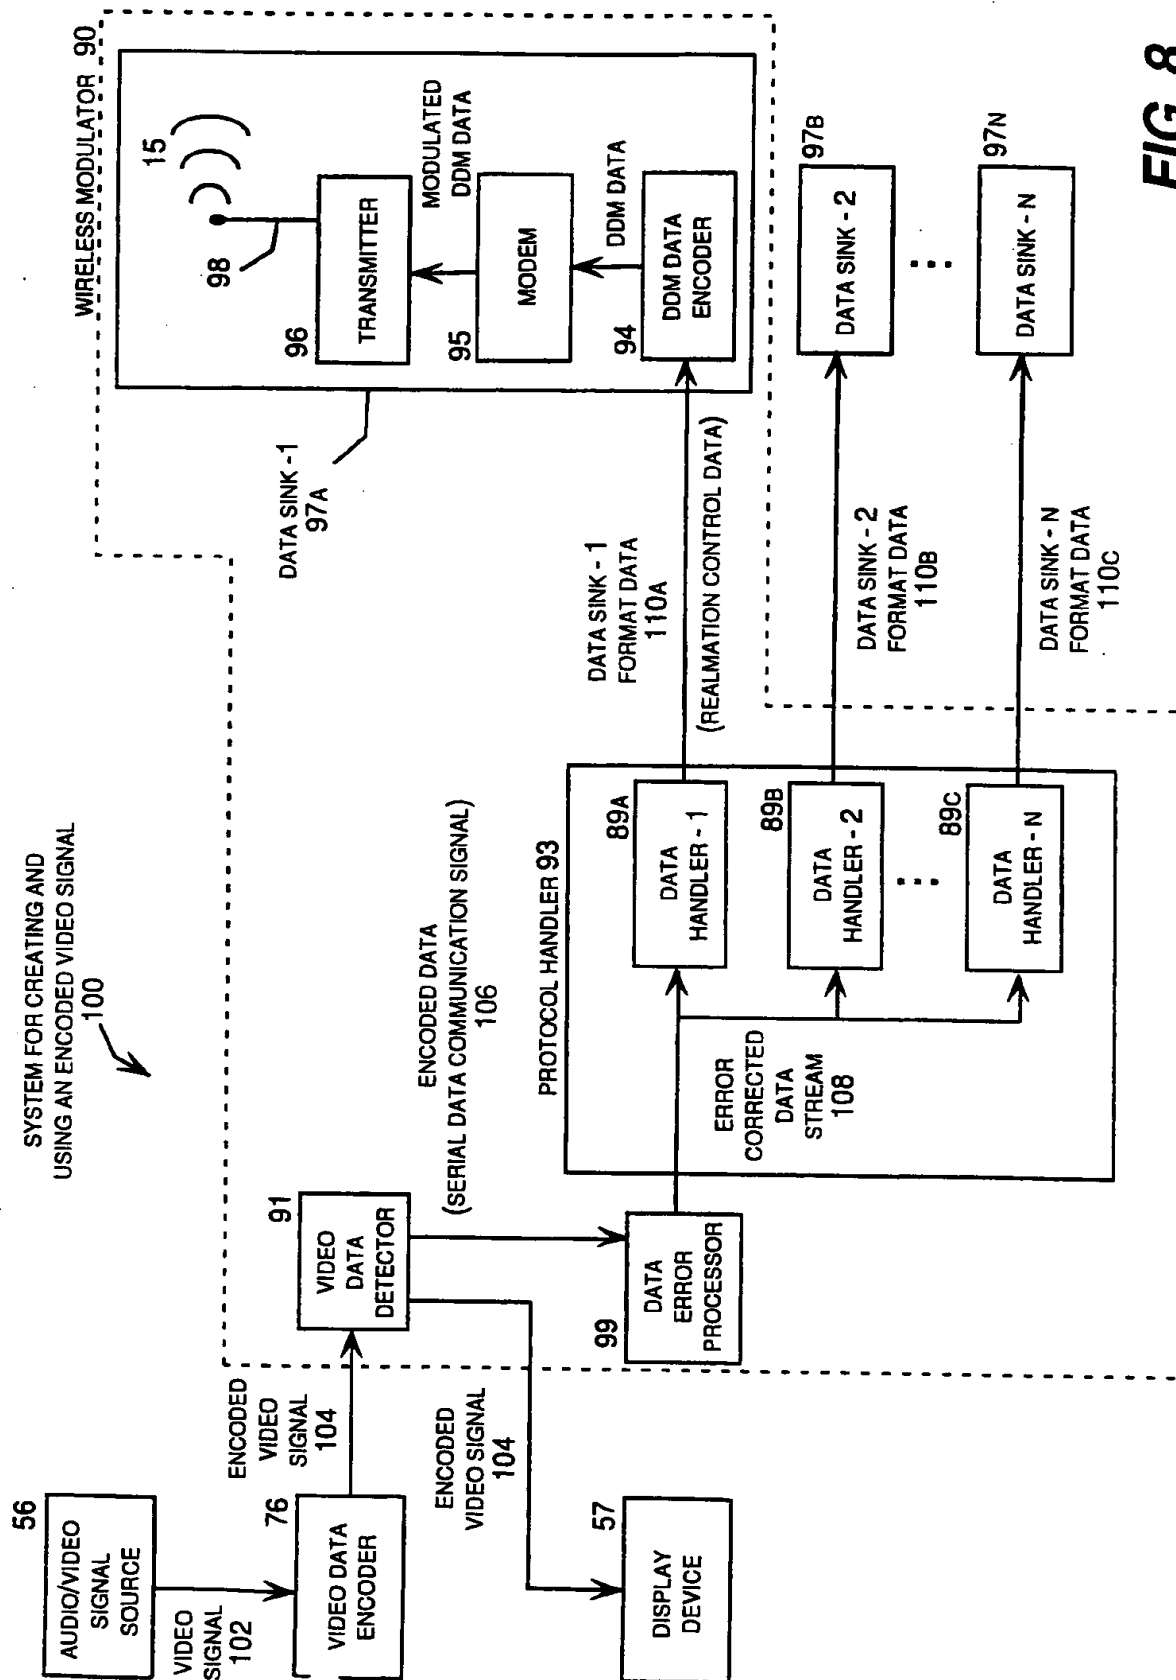 SYSTEM FOR CREATING AND
USING AN ENCODED VIDEO SIGNAL
100
56
AUDIO/VIDEO
SIGNAL
SOURCE
VIDEO
SIGNAL
102
76
VIDEO DATA
ENCODER
ENCODED
VIDEO
SIGNAL
104
91
VIDEO
DATA
DETECTOR
ENCODED
VIDEO SIGNAL
104
57
DISPLAY
DEVICE
ENCODED DATA
(SERIAL DATA COMMUNICATION SIGNAL)
106
99
DATA
ERROR
PROCESSOR
PROTOCOL HANDLER 93
ERROR
CORRECTED
DATA
STREAM
108
89A
DATA
HANDLER - 1
89B
DATA
HANDLER - 2
89C
DATA
HANDLER - N
DATA SINK - 1
FORMAT DATA
110A
(REALMATION CONTROL DATA)
DATA SINK - 2
FORMAT DATA
110B
DATA SINK - N
FORMAT DATA
110C
WIRELESS MODULATOR 90
DATA SINK - 1
97A
15
98
96
TRANSMITTER
MODULATED
DDM DATA
95
MODEM
DDM DATA
94
DDM DATA
ENCODER
97B
DATA SINK - 2
97N
DATA SINK - N
FIG. 8